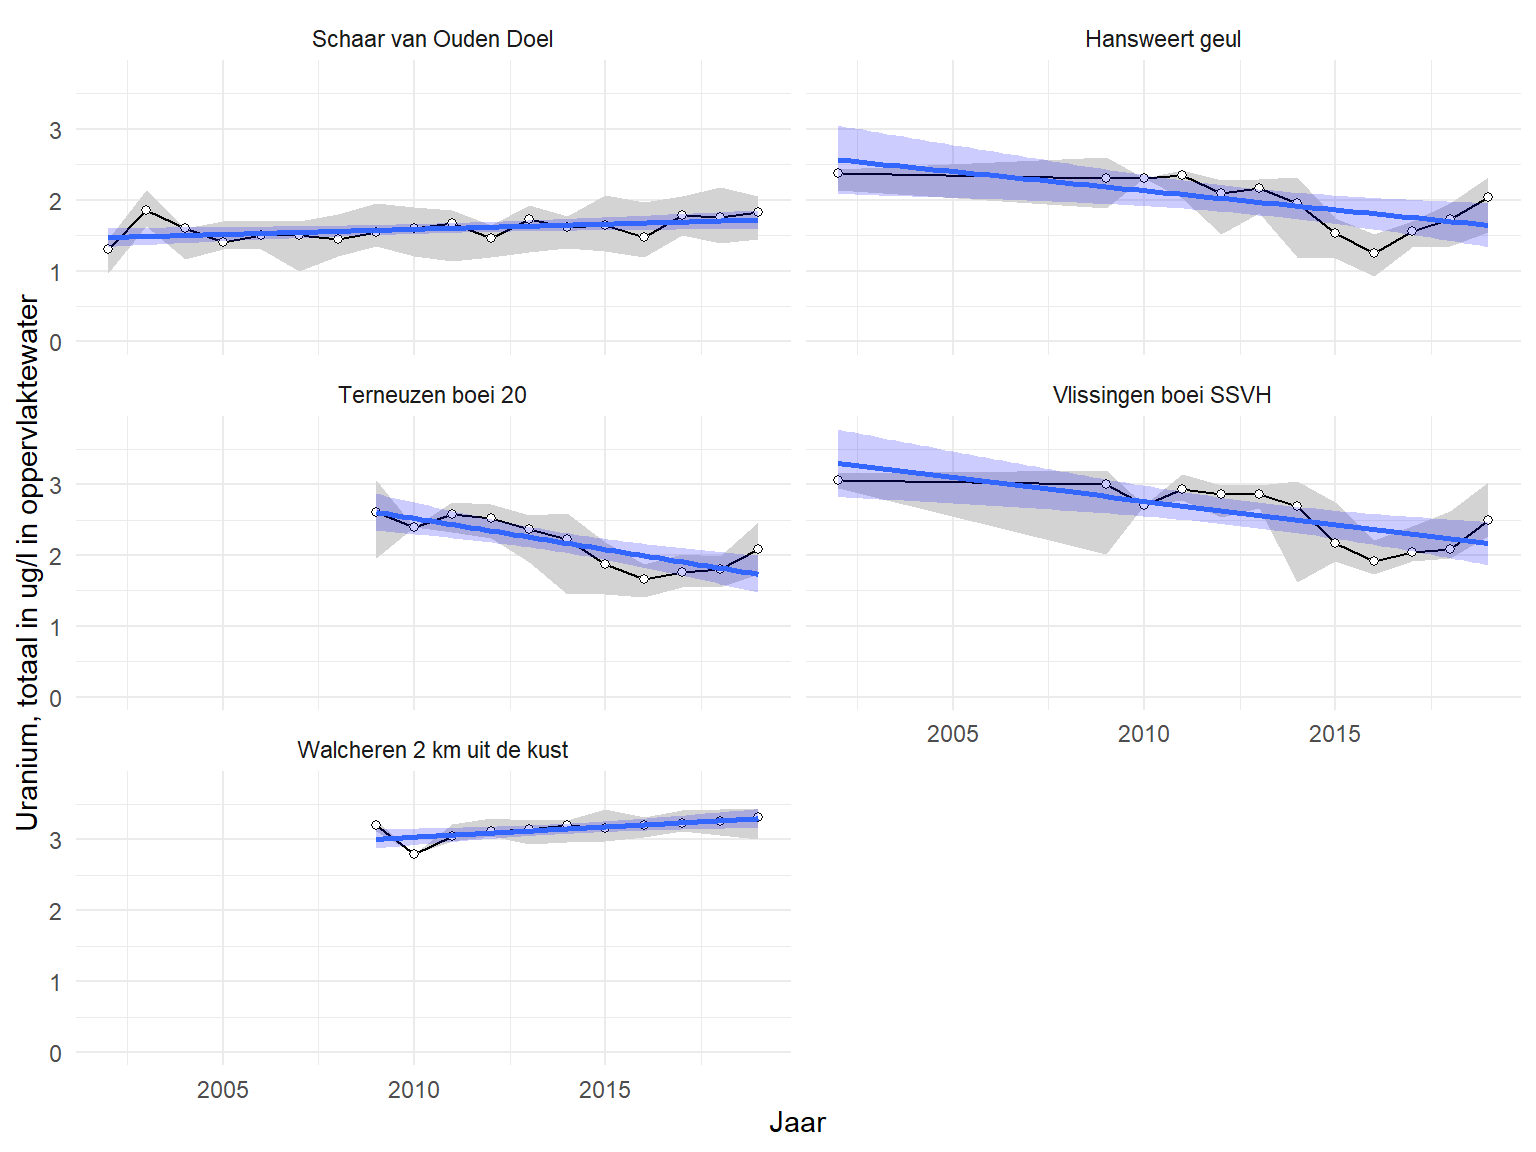 Schaar van Ouden Doel
Hansweert geul
3
2
1
0
Terneuzen boei 20
Vlissingen boei SSVH
3
2
1
0
2005 2010 2015
Walcheren 2 km uit de kust
3
2
1
0
2005 2010 2015
Jaar
Uranium, totaal in ug/l in oppervlaktewater